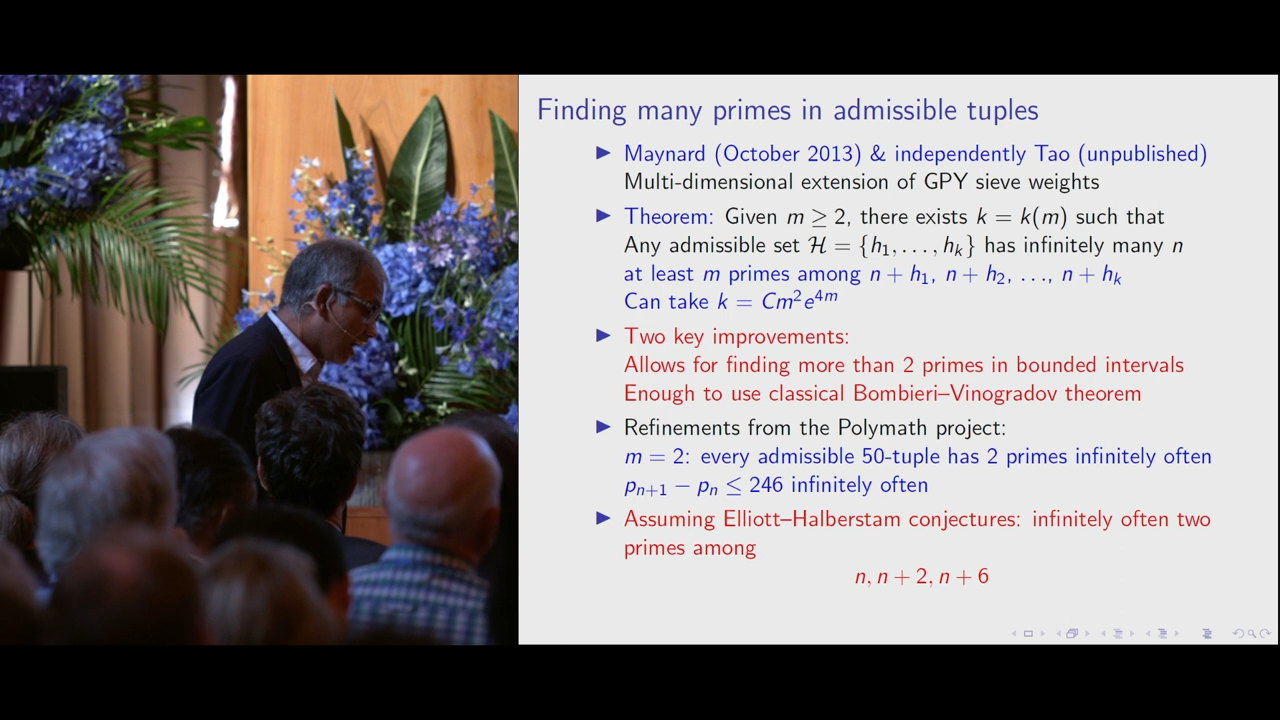 Finding many primes in admissible tuples
▶ Maynard (October 2013) & independently Tao (unpublished)
Multi-dimensional extension of GPY sieve weights
▶ Theorem: Given m ≥ 2, there exists k = k(m) such that
Any admissible set ℋ = {h₁, . . . , hₖ} has infinitely many n
at least m primes among n + h₁, n + h₂, . . ., n + hₖ
Can take k = Cm²e⁴ᵐ
▶ Two key improvements:
Allows for finding more than 2 primes in bounded intervals
Enough to use classical Bombieri–Vinogradov theorem
▶ Refinements from the Polymath project:
m = 2: every admissible 50-tuple has 2 primes infinitely often
pₙ₊₁ − pₙ ≤ 246 infinitely often
▶ Assuming Elliott–Halberstam conjectures: infinitely often two
primes among
n, n + 2, n + 6